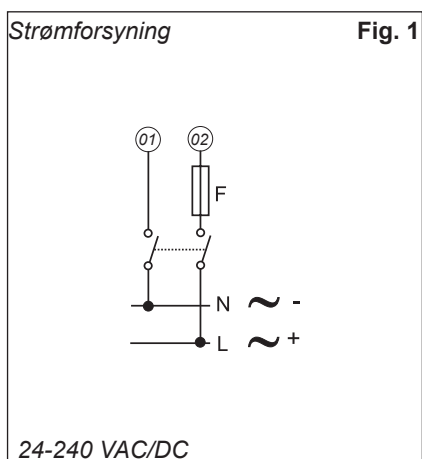 Strømforsyning Fig. 1
01 02
F
N ~ -
L ~ +
24-240 VAC/DC